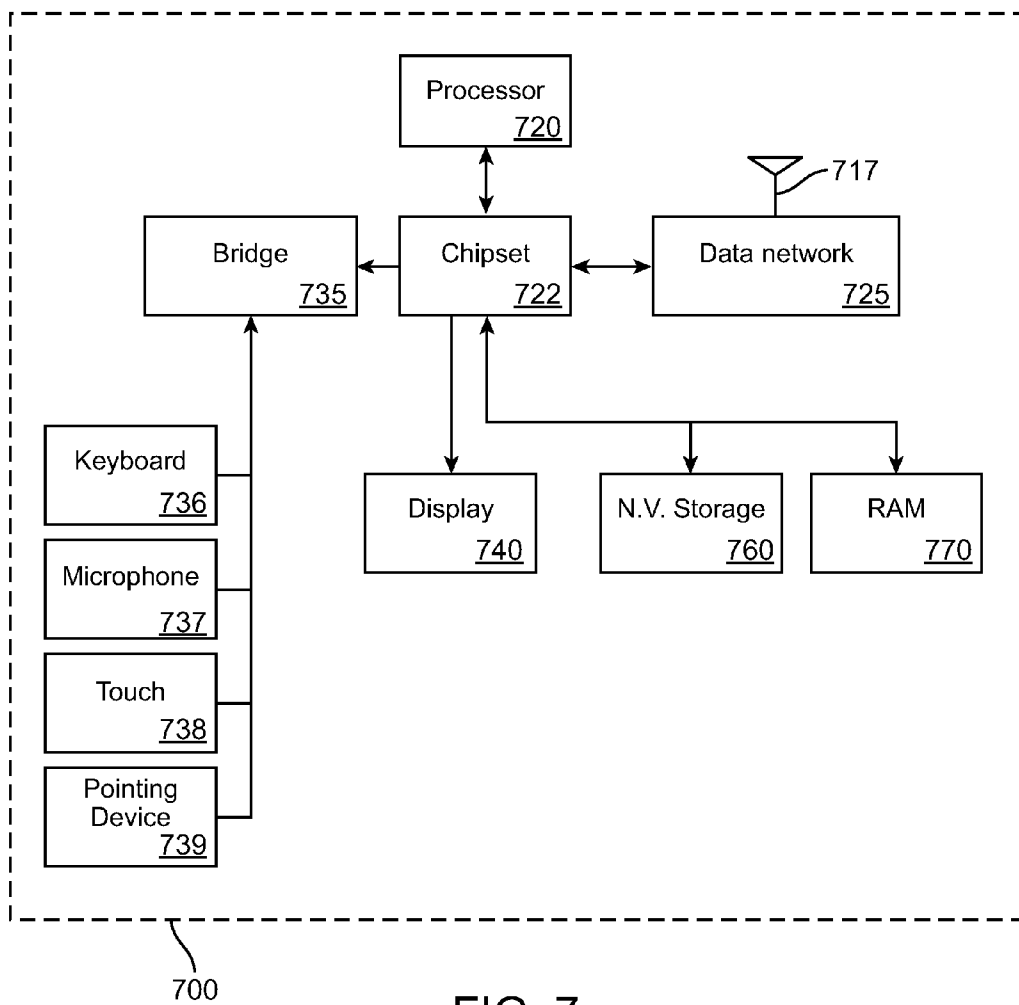 Processor
720
717
Bridge
735
Chipset
722
Data network
725
Keyboard
736
Display
740
N.V. Storage
760
RAM
770
Microphone
737
Touch
738
Pointing
Device
739
700
FIG. 7